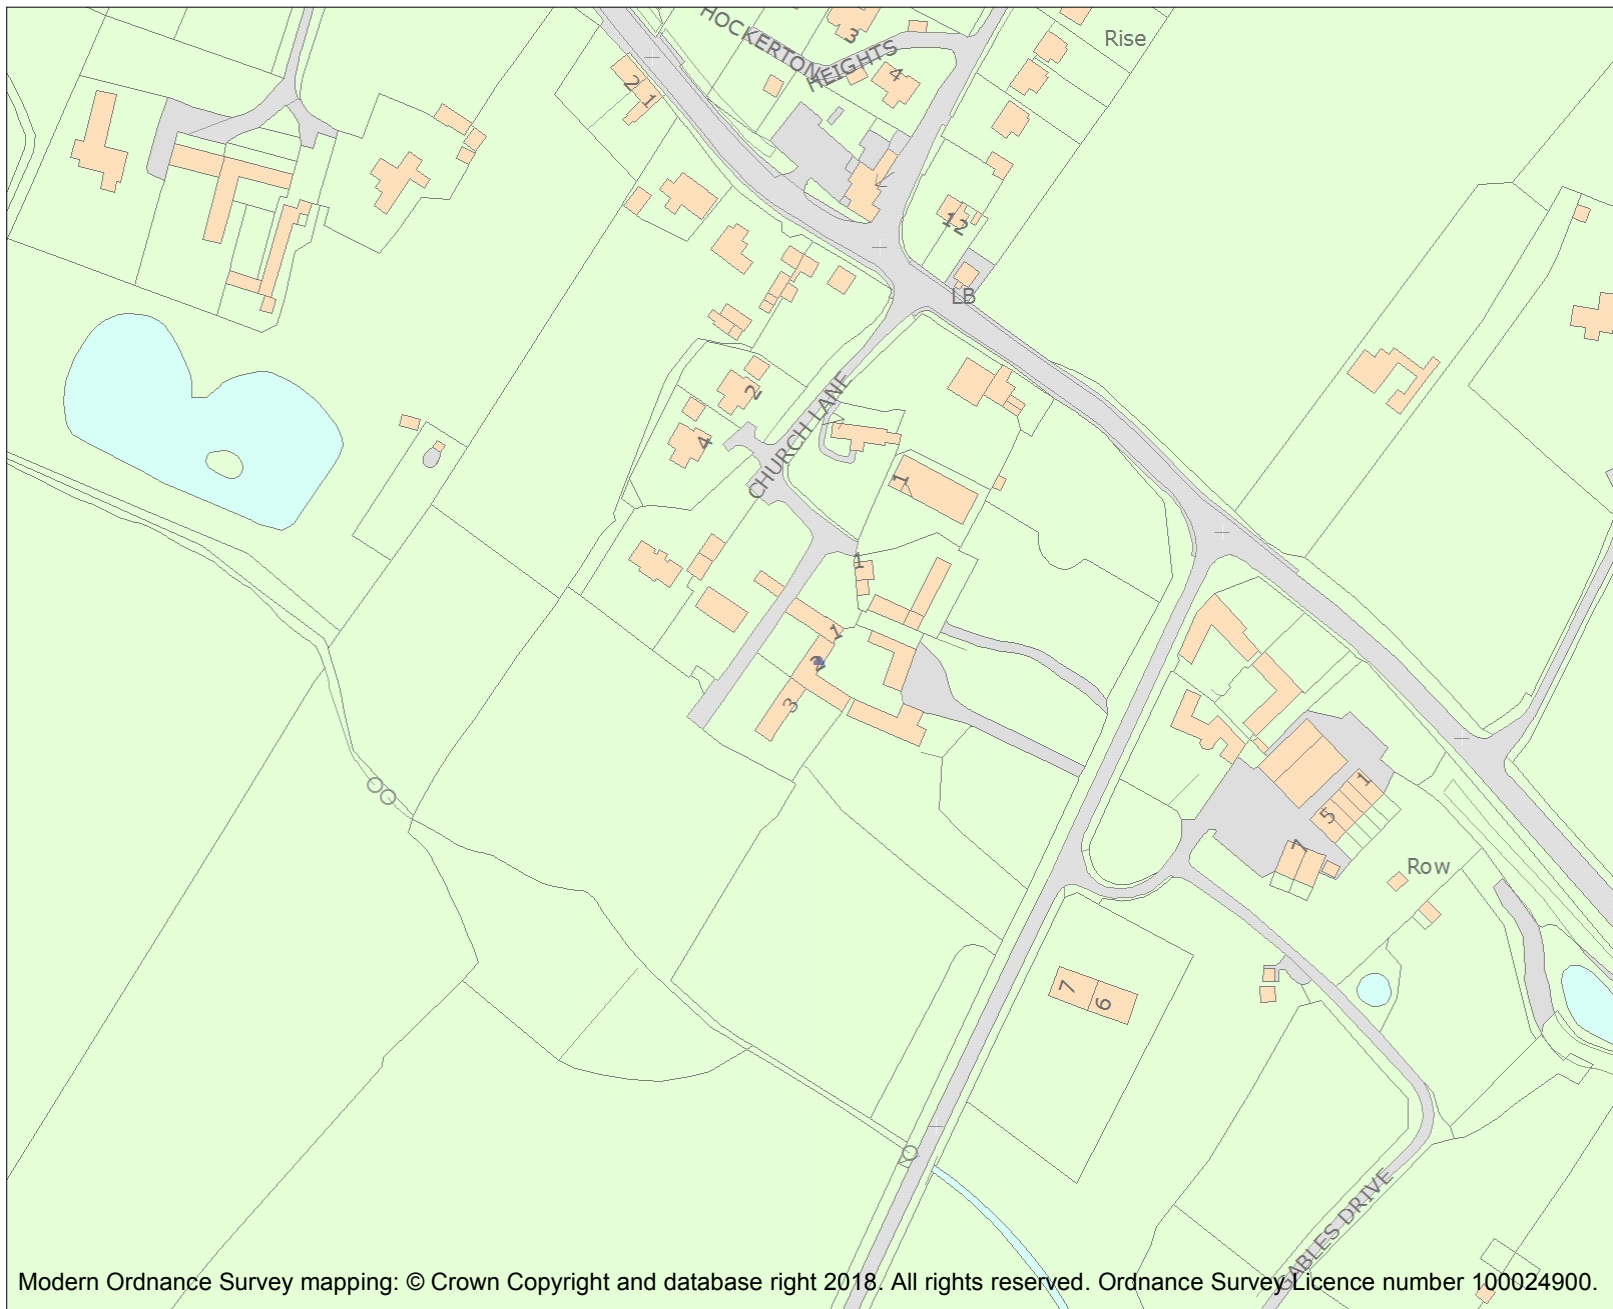 HOCKERTON
HEIGHTS
3
4
Rise
2
1
12
LB
CHURCH LANE
2
4
1
1
1
2
3
1
5
7
Row
7
6
GABLES DRIVE
Modern Ordnance Survey mapping: © Crown Copyright and database right 2018. All rights reserved. Ordnance Survey Licence number 100024900.